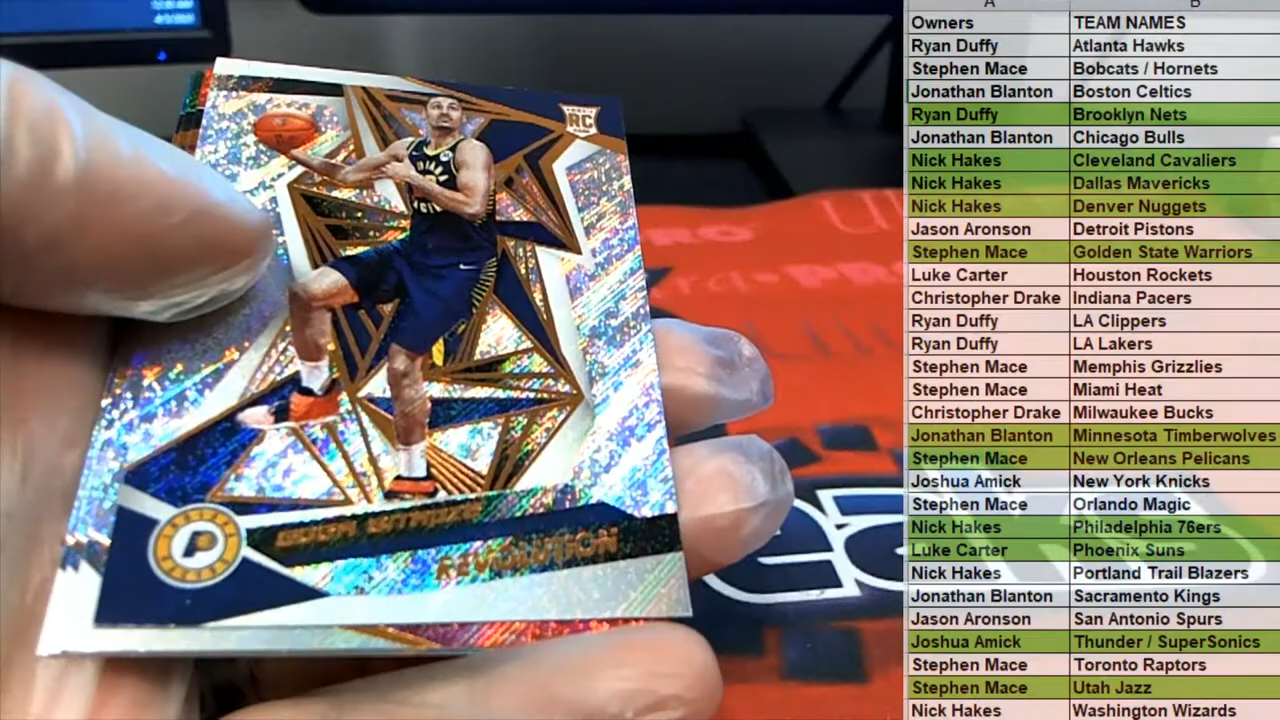 A B
Owners TEAM NAMES
Ryan Duffy Atlanta Hawks
Stephen Mace Bobcats / Hornets
Jonathan Blanton Boston Celtics
Ryan Duffy Brooklyn Nets
Jonathan Blanton Chicago Bulls
Nick Hakes Cleveland Cavaliers
Nick Hakes Dallas Mavericks
Nick Hakes Denver Nuggets
Jason Aronson Detroit Pistons
Stephen Mace Golden State Warriors
Luke Carter Houston Rockets
Christopher Drake Indiana Pacers
Ryan Duffy LA Clippers
Ryan Duffy LA Lakers
Stephen Mace Memphis Grizzlies
Stephen Mace Miami Heat
Christopher Drake Milwaukee Bucks
Jonathan Blanton Minnesota Timberwolves
Stephen Mace New Orleans Pelicans
Joshua Amick New York Knicks
Stephen Mace Orlando Magic
Nick Hakes Philadelphia 76ers
Luke Carter Phoenix Suns
Nick Hakes Portland Trail Blazers
Jonathan Blanton Sacramento Kings
Jason Aronson San Antonio Spurs
Joshua Amick Thunder / SuperSonics
Stephen Mace Toronto Raptors
Stephen Mace Utah Jazz
Nick Hakes Washington Wizards
RC
REVOLUTION